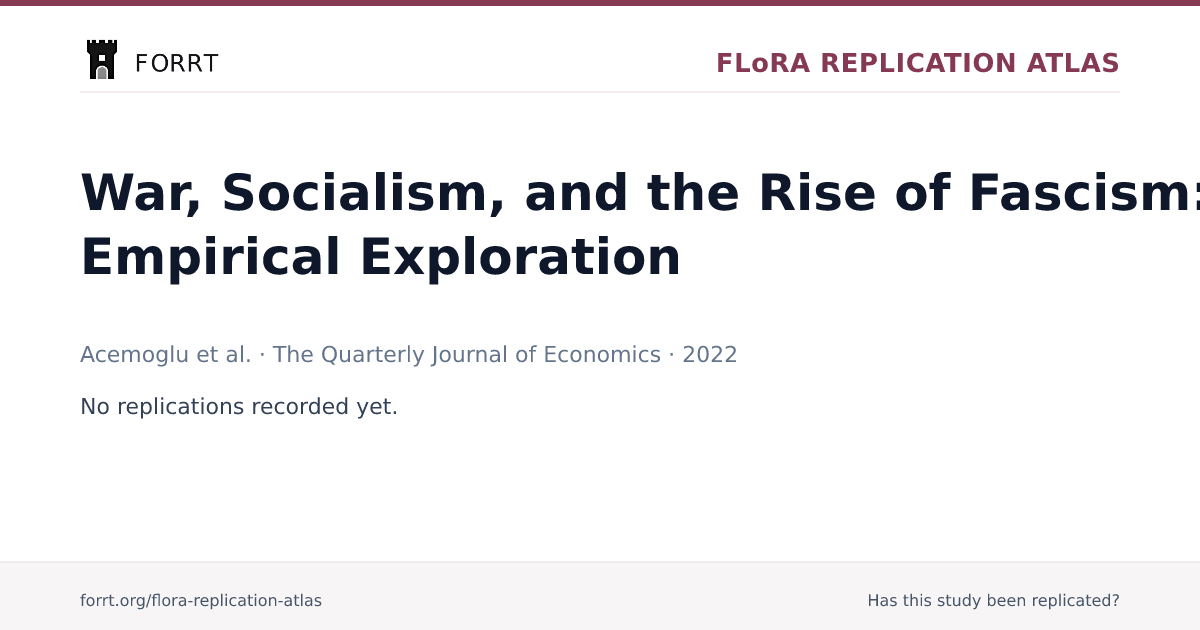 FORRT
FLoRA REPLICATION ATLAS
War, Socialism, and the Rise of Fascism:
Empirical Exploration
Acemoglu et al. · The Quarterly Journal of Economics · 2022
No replications recorded yet.
forrt.org/flora-replication-atlas
Has this study been replicated?